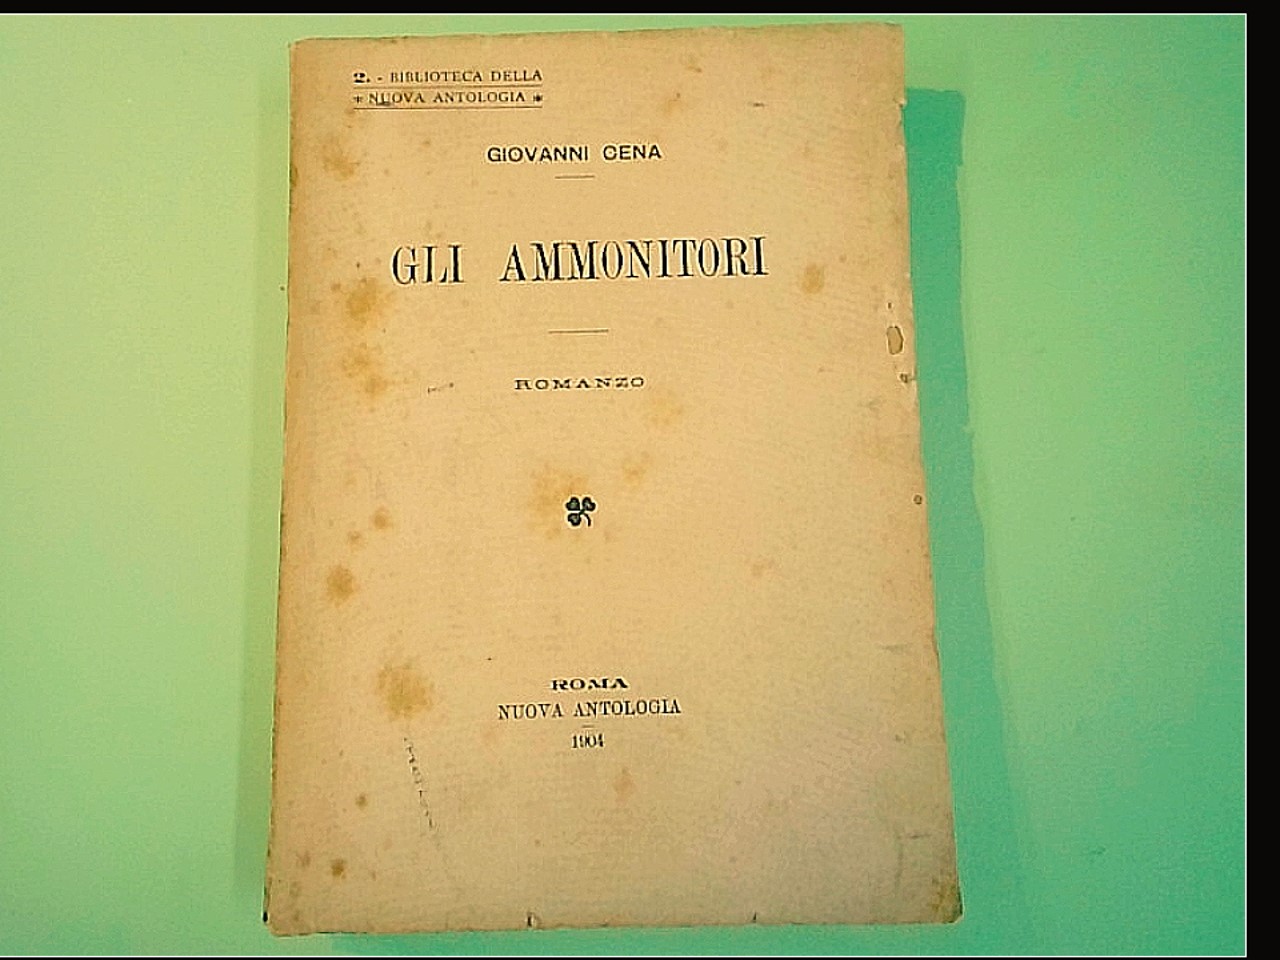 2. - BIBLIOTECA DELLA
* NUOVA ANTOLOGIA *
GIOVANNI CENA
GLI AMMONITORI
ROMANZO
ROMA
NUOVA ANTOLOGIA
1904